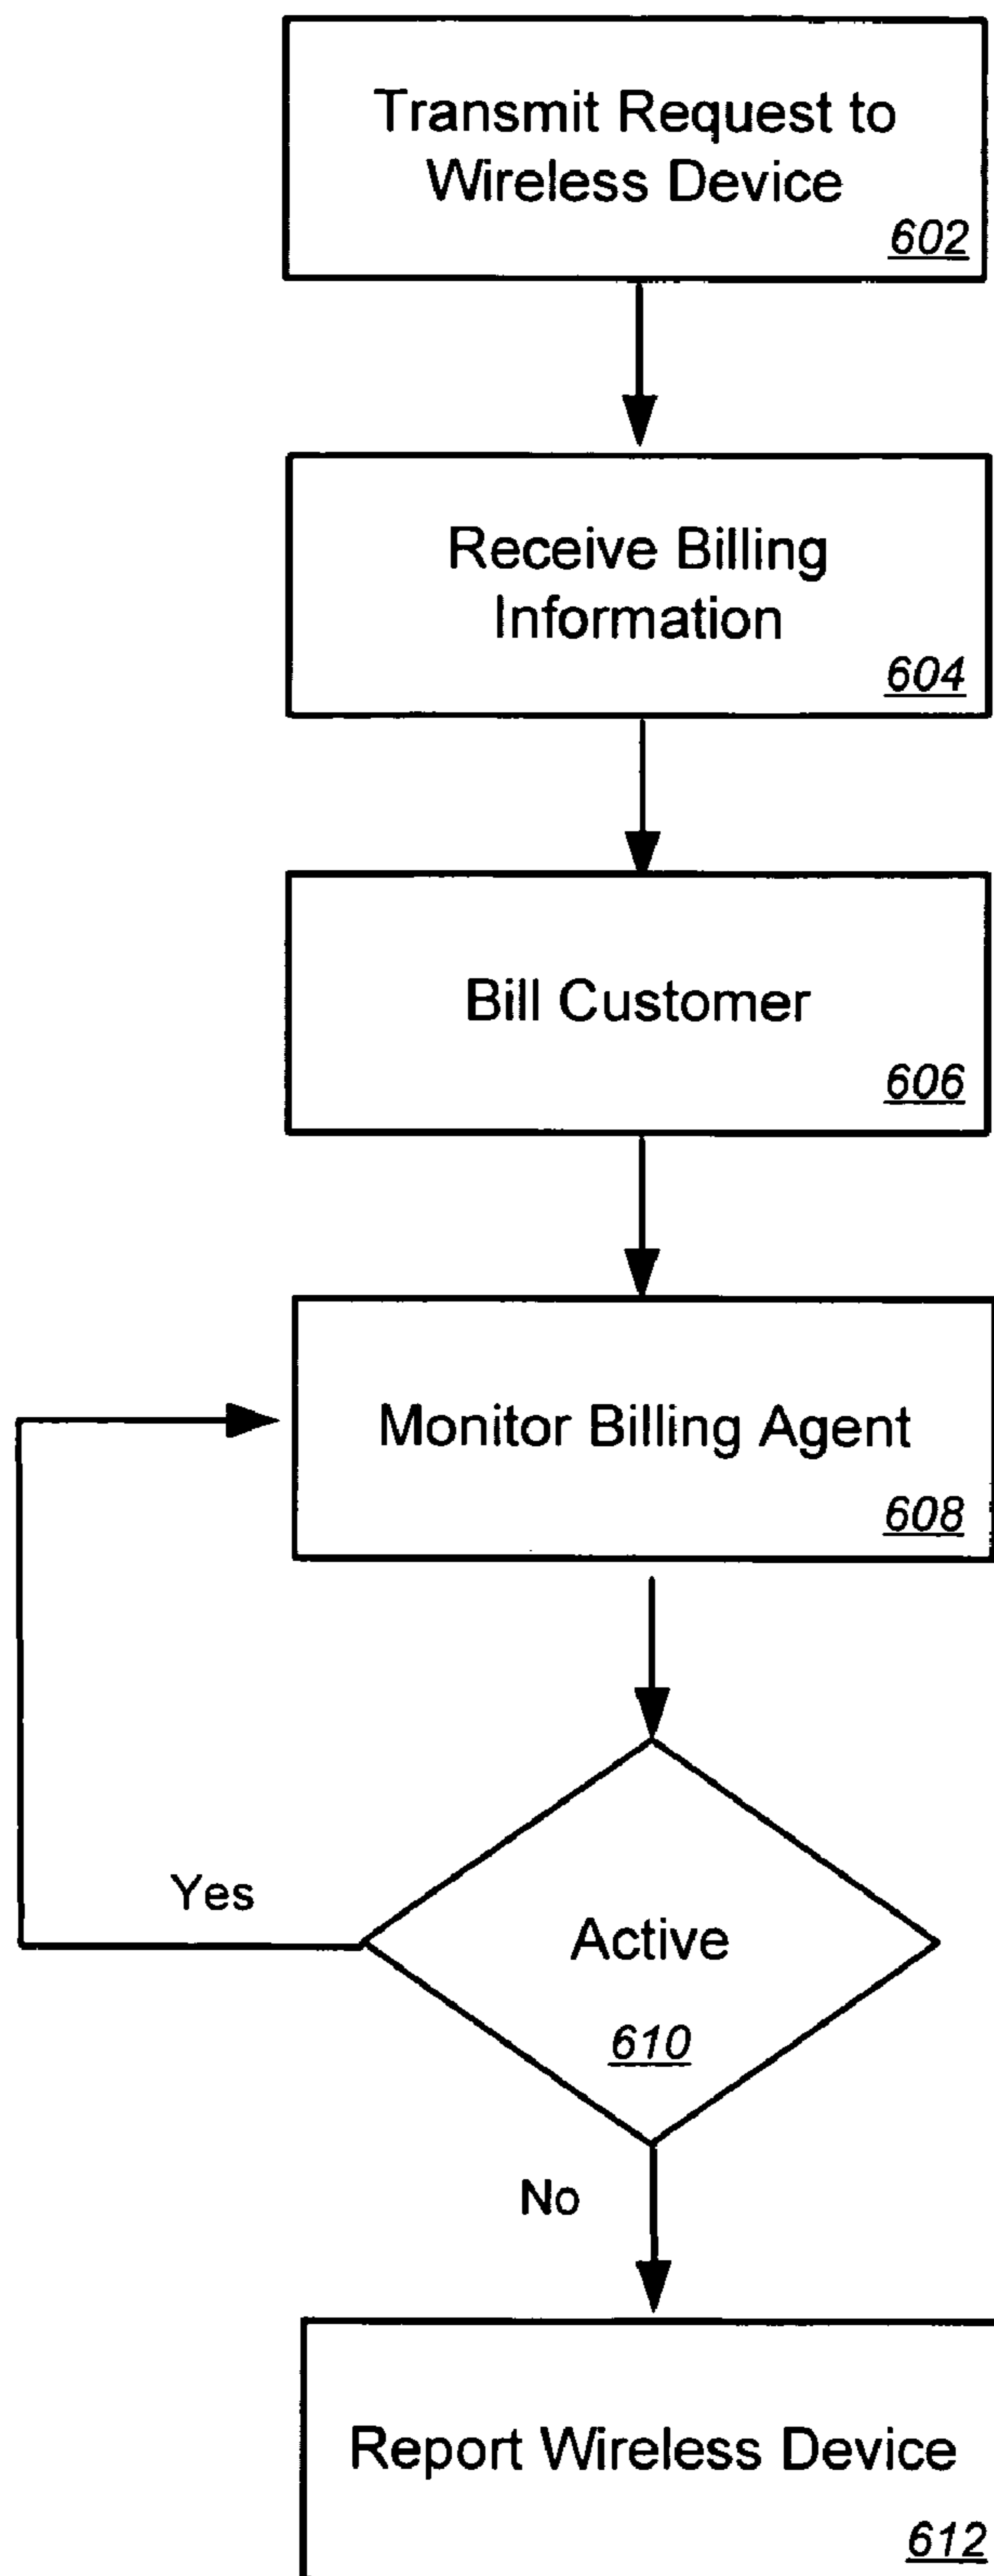 Transmit Request to
Wireless Device
602
Receive Billing
Information
604
Bill Customer
606
Monitor Billing Agent
608
Yes
Active
610
No
Report Wireless Device
612